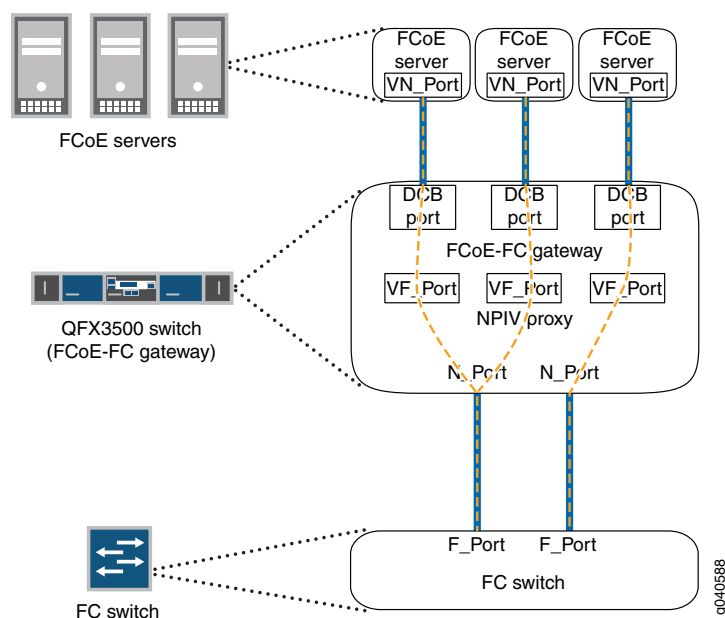 FCoE
server
VN_Port
FCoE
server
VN_Port
FCoE
server
VN_Port
FCoE servers
DCB
port
DCB
port
DCB
port
FCoE-FC gateway
VF_Port
VF_Port
VF_Port
NPIV proxy
QFX3500 switch
(FCoE-FC gateway)
N_Port
N_Port
F_Port
F_Port
FC switch
FC switch
g040588